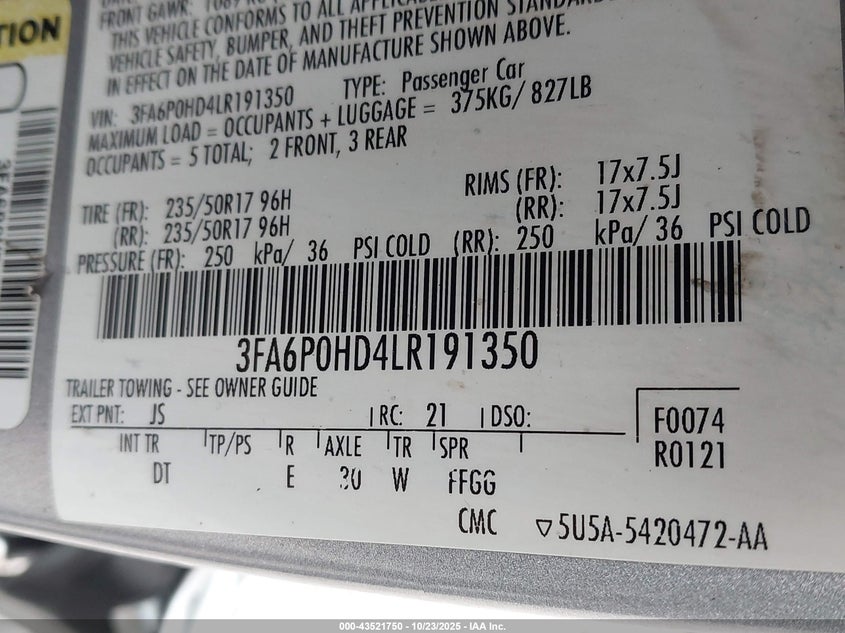 TION
FRONT GAWR: 1089 KG
THIS VEHICLE CONFORMS TO ALL APPLICABLE
VEHICLE SAFETY, BUMPER, AND THEFT PREVENTION STANDARD
IN EFFECT ON THE DATE OF MANUFACTURE SHOWN ABOVE.
VIN: 3FA6P0HD4LR191350 TYPE: Passenger Car
MAXIMUM LOAD = OCCUPANTS + LUGGAGE = 375KG/ 827LB
OCCUPANTS = 5 TOTAL; 2 FRONT, 3 REAR
TIRE (FR): 235/50R17 96H RIMS (FR): 17x7.5J
(RR): 235/50R17 96H (RR): 17x7.5J
PRESSURE (FR): 250 kPa/ 36 PSI COLD (RR): 250 kPa/ 36 PSI COLD
3FA6P0HD4LR191350
TRAILER TOWING - SEE OWNER GUIDE
EXT PNT: JS RC: 21 DSO: F0074
INT TR TP/PS R AXLE TR SPR R0121
DT E 30 W FFGG
CMC 5U5A-5420472-AA
000-43521750 - 10/23/2025 - IAA Inc.